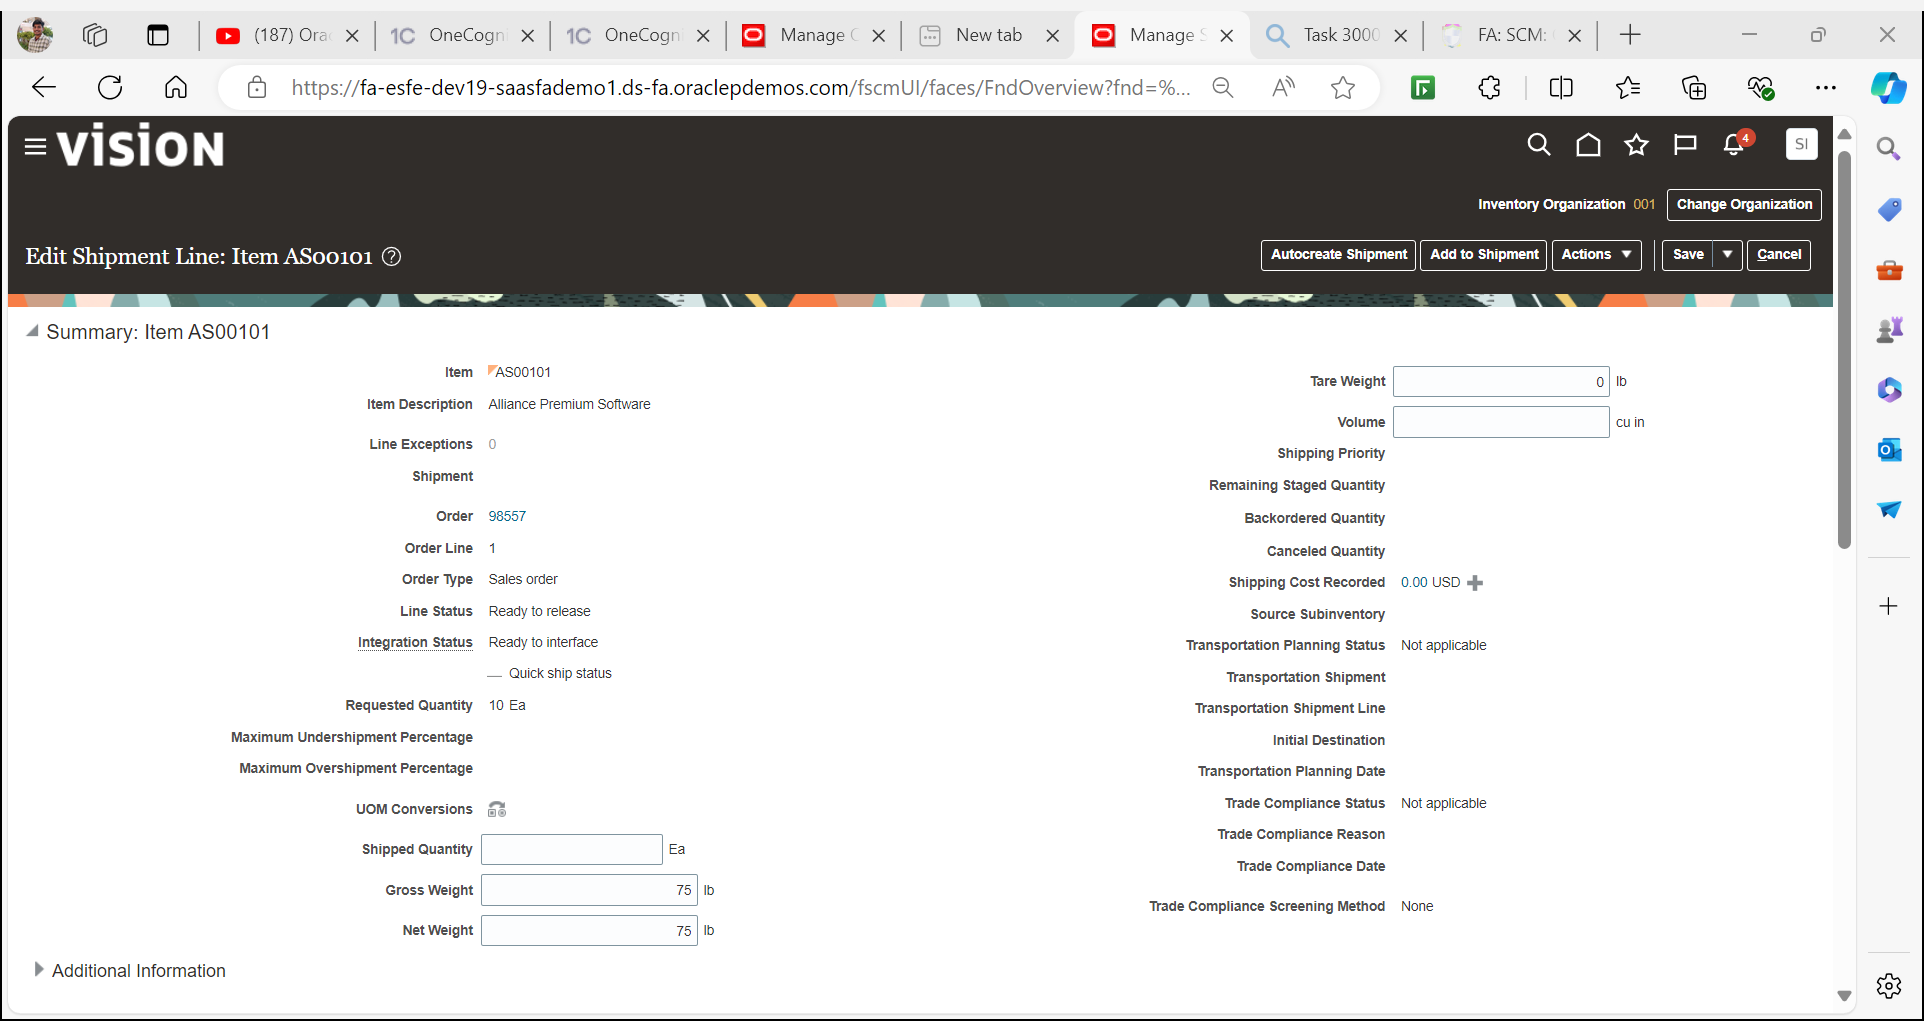 (187) Orac
1C OneCogni
1C OneCogni
Manage C
New tab
Manage S
Task 3000
FA: SCM:
https://fa-esfe-dev19-saasfademo1.ds-fa.oraclepdemos.com/fscmUI/faces/FndOverview?fnd=%...
VISION
4
SI
Inventory Organization 001 Change Organization
Edit Shipment Line: Item AS00101
Autocreate Shipment Add to Shipment Actions Save Cancel
Summary: Item AS00101
Item AS00101
Item Description Alliance Premium Software
Line Exceptions 0
Shipment
Order 98557
Order Line 1
Order Type Sales order
Line Status Ready to release
Integration Status Ready to interface
Quick ship status
Requested Quantity 10 Ea
Maximum Undershipment Percentage
Maximum Overshipment Percentage
UOM Conversions
Shipped Quantity Ea
Gross Weight 75 lb
Net Weight 75 lb
Tare Weight 0 lb
Volume cu in
Shipping Priority
Remaining Staged Quantity
Backordered Quantity
Canceled Quantity
Shipping Cost Recorded 0.00 USD
Source Subinventory
Transportation Planning Status Not applicable
Transportation Shipment
Transportation Shipment Line
Initial Destination
Transportation Planning Date
Trade Compliance Status Not applicable
Trade Compliance Reason
Trade Compliance Date
Trade Compliance Screening Method None
Additional Information